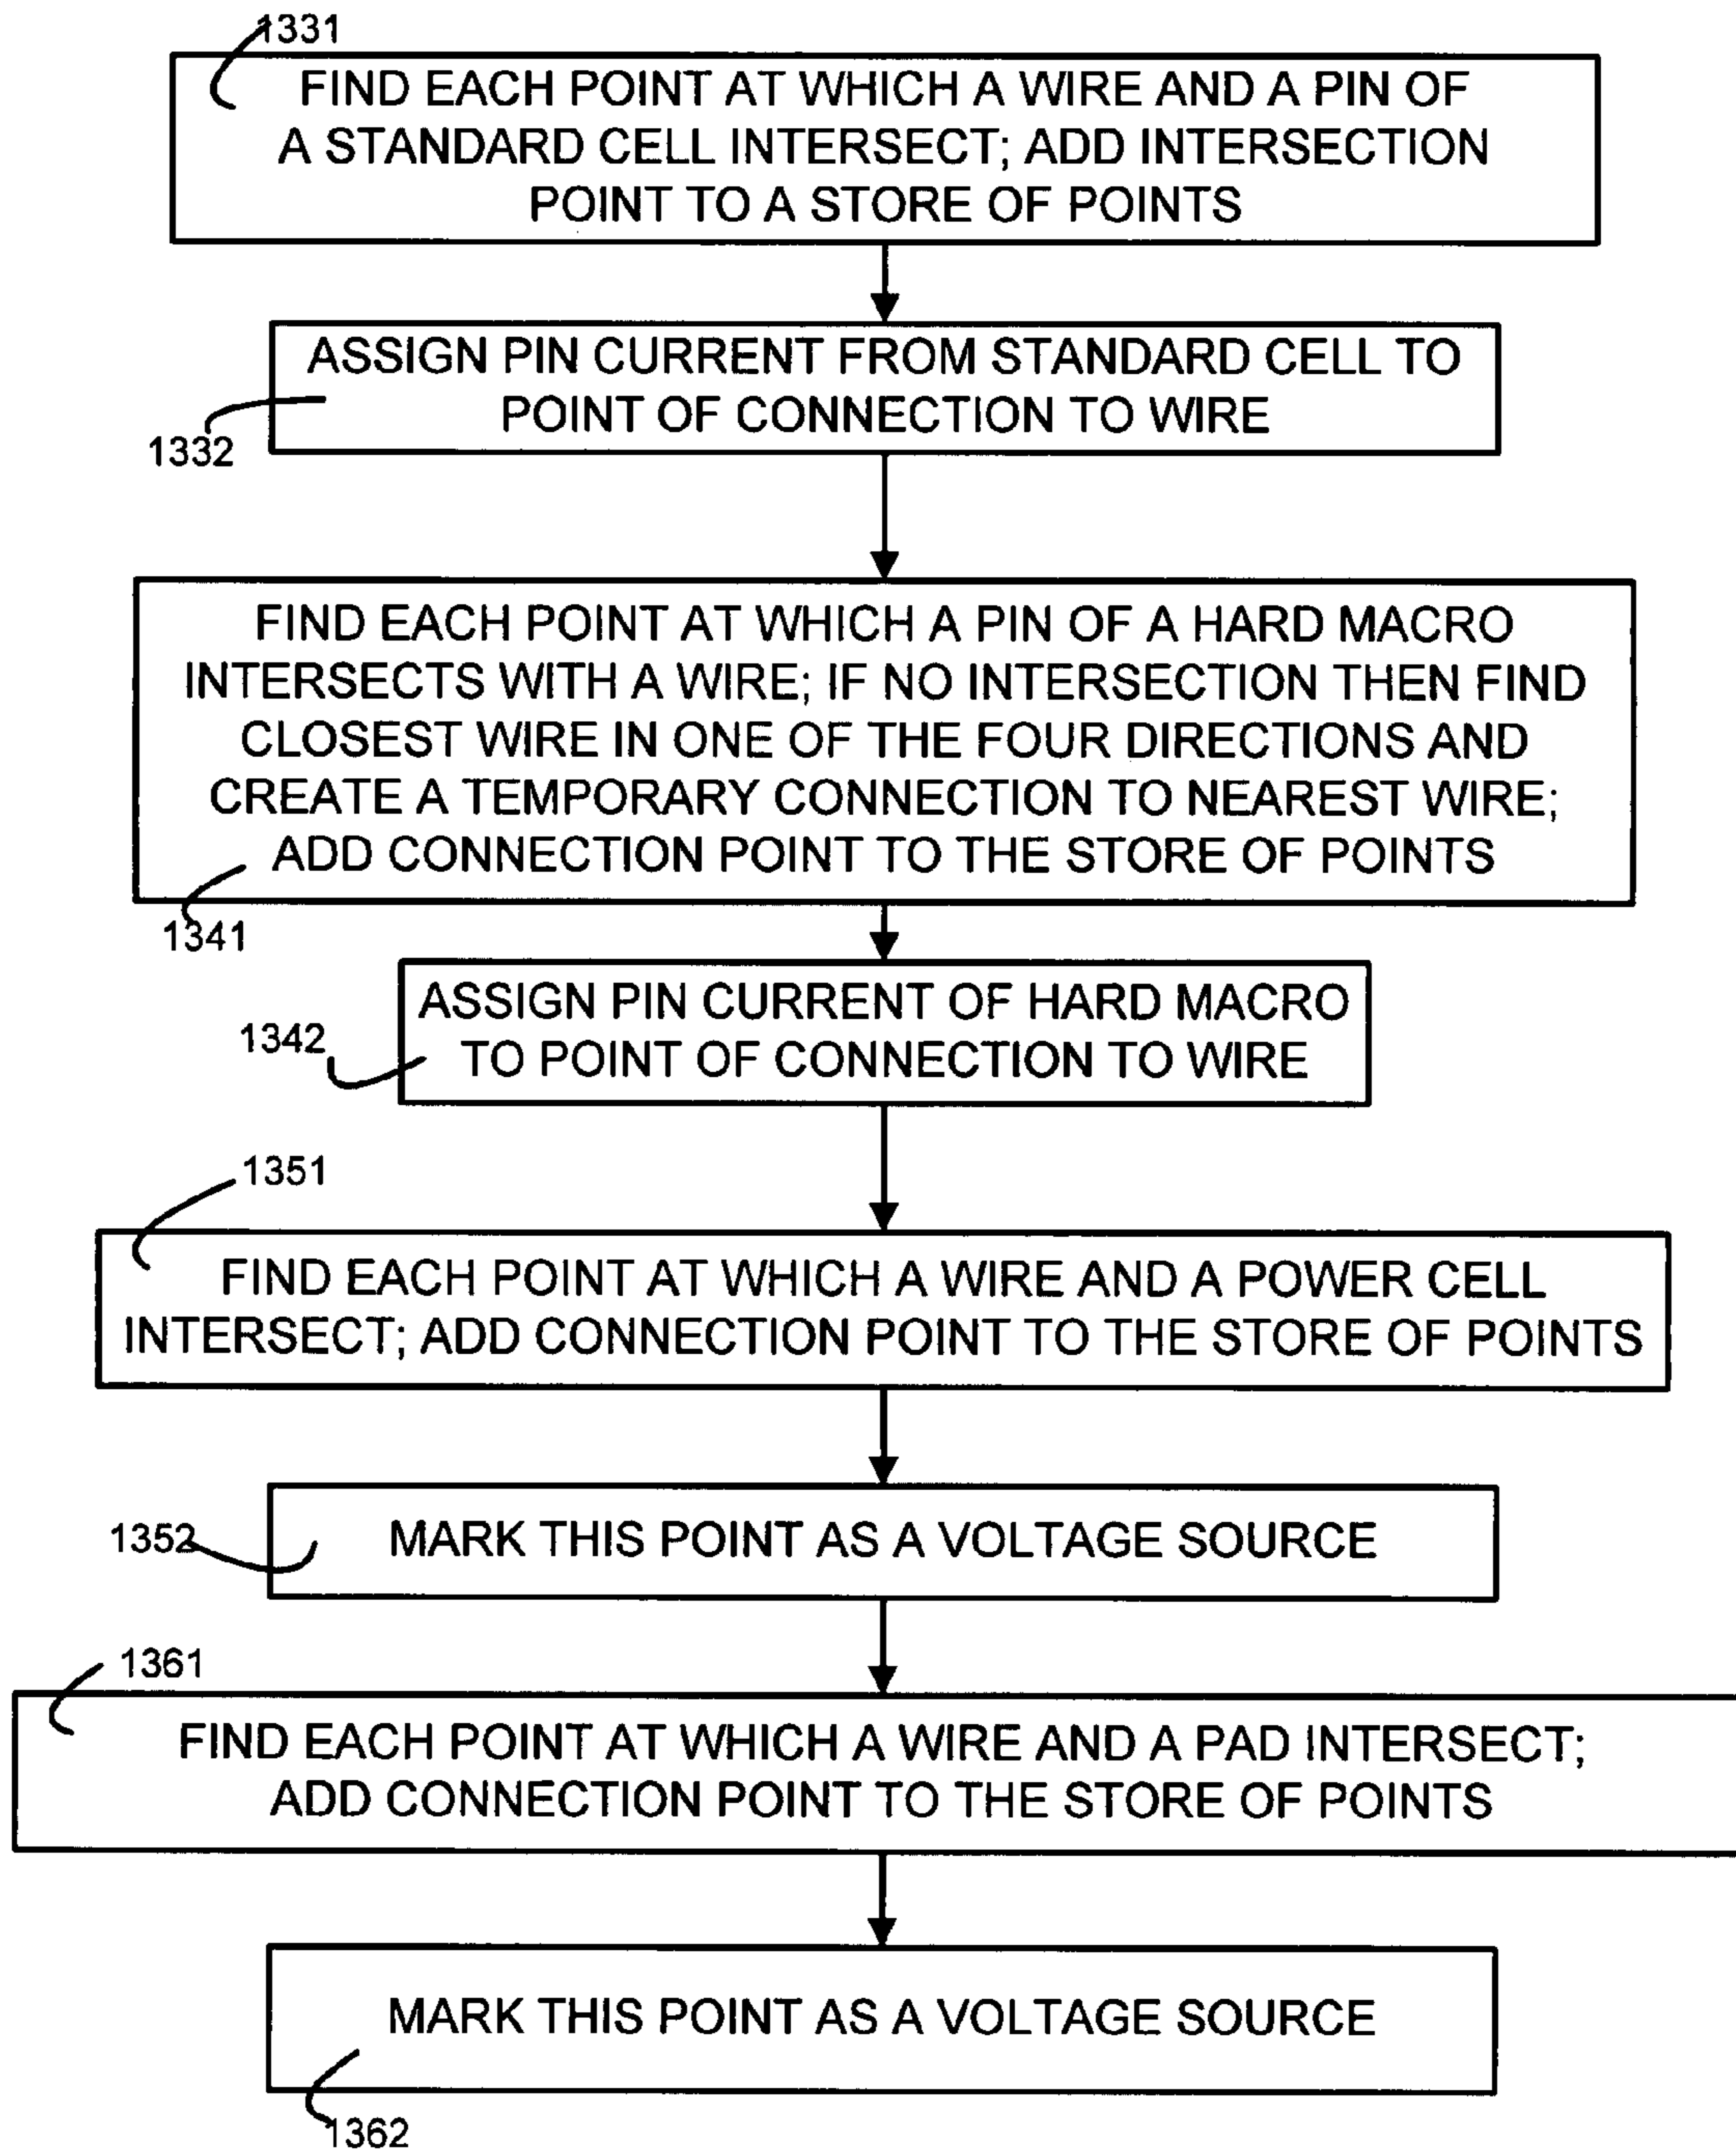 1331
FIND EACH POINT AT WHICH A WIRE AND A PIN OF
A STANDARD CELL INTERSECT; ADD INTERSECTION
POINT TO A STORE OF POINTS
ASSIGN PIN CURRENT FROM STANDARD CELL TO
POINT OF CONNECTION TO WIRE
1332
FIND EACH POINT AT WHICH A PIN OF A HARD MACRO
INTERSECTS WITH A WIRE; IF NO INTERSECTION THEN FIND
CLOSEST WIRE IN ONE OF THE FOUR DIRECTIONS AND
CREATE A TEMPORARY CONNECTION TO NEAREST WIRE;
ADD CONNECTION POINT TO THE STORE OF POINTS
1341
ASSIGN PIN CURRENT OF HARD MACRO
TO POINT OF CONNECTION TO WIRE
1342
1351
FIND EACH POINT AT WHICH A WIRE AND A POWER CELL
INTERSECT; ADD CONNECTION POINT TO THE STORE OF POINTS
1352
MARK THIS POINT AS A VOLTAGE SOURCE
1361
FIND EACH POINT AT WHICH A WIRE AND A PAD INTERSECT;
ADD CONNECTION POINT TO THE STORE OF POINTS
MARK THIS POINT AS A VOLTAGE SOURCE
1362